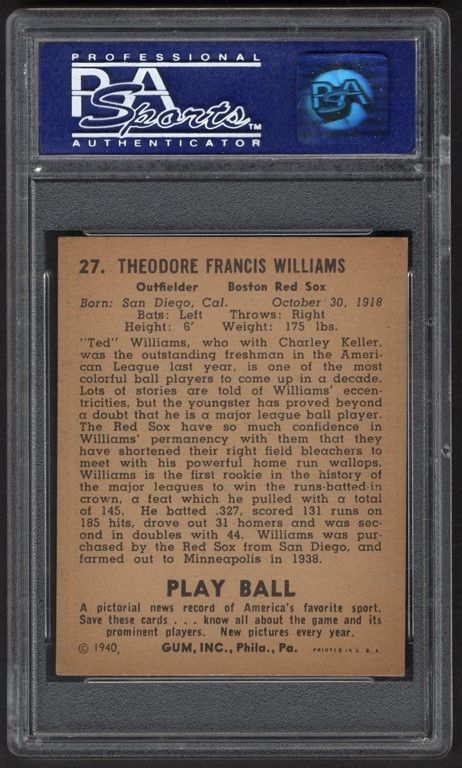 PROFESSIONAL
PSA
Sports™
AUTHENTICATOR
PSA
27. THEODORE FRANCIS WILLIAMS
Outfielder Boston Red Sox
Born: San Diego, Cal. October 30, 1918
Bats: Left Throws: Right
Height: 6' Weight: 175 lbs.
"Ted" Williams, who with Charley Keller,
was the outstanding freshman in the Ameri-
can League last year, is one of the most
colorful ball players to come up in a decade.
Lots of stories are told of Williams' eccen-
tricities, but the youngster has proved beyond
a doubt that he is a major league ball player.
The Red Sox have so much confidence in
Williams' permanency with them that they
have shortened their right field bleachers to
meet with his powerful home run wallops.
Williams is the first rookie in the history of
the major leagues to win the runs-batted-in
crown, a feat which he pulled with a total
of 145. He batted .327, scored 131 runs on
185 hits, drove out 31 homers and was sec-
ond in doubles with 44. Williams was pur-
chased by the Red Sox from San Diego, and
farmed out to Minneapolis in 1938.
PLAY BALL
A pictorial news record of America's favorite sport.
Save these cards . . . know all about the game and its
prominent players. New pictures every year.
© 1940, GUM, INC., Phila., Pa. PRINTED IN U. S. A.